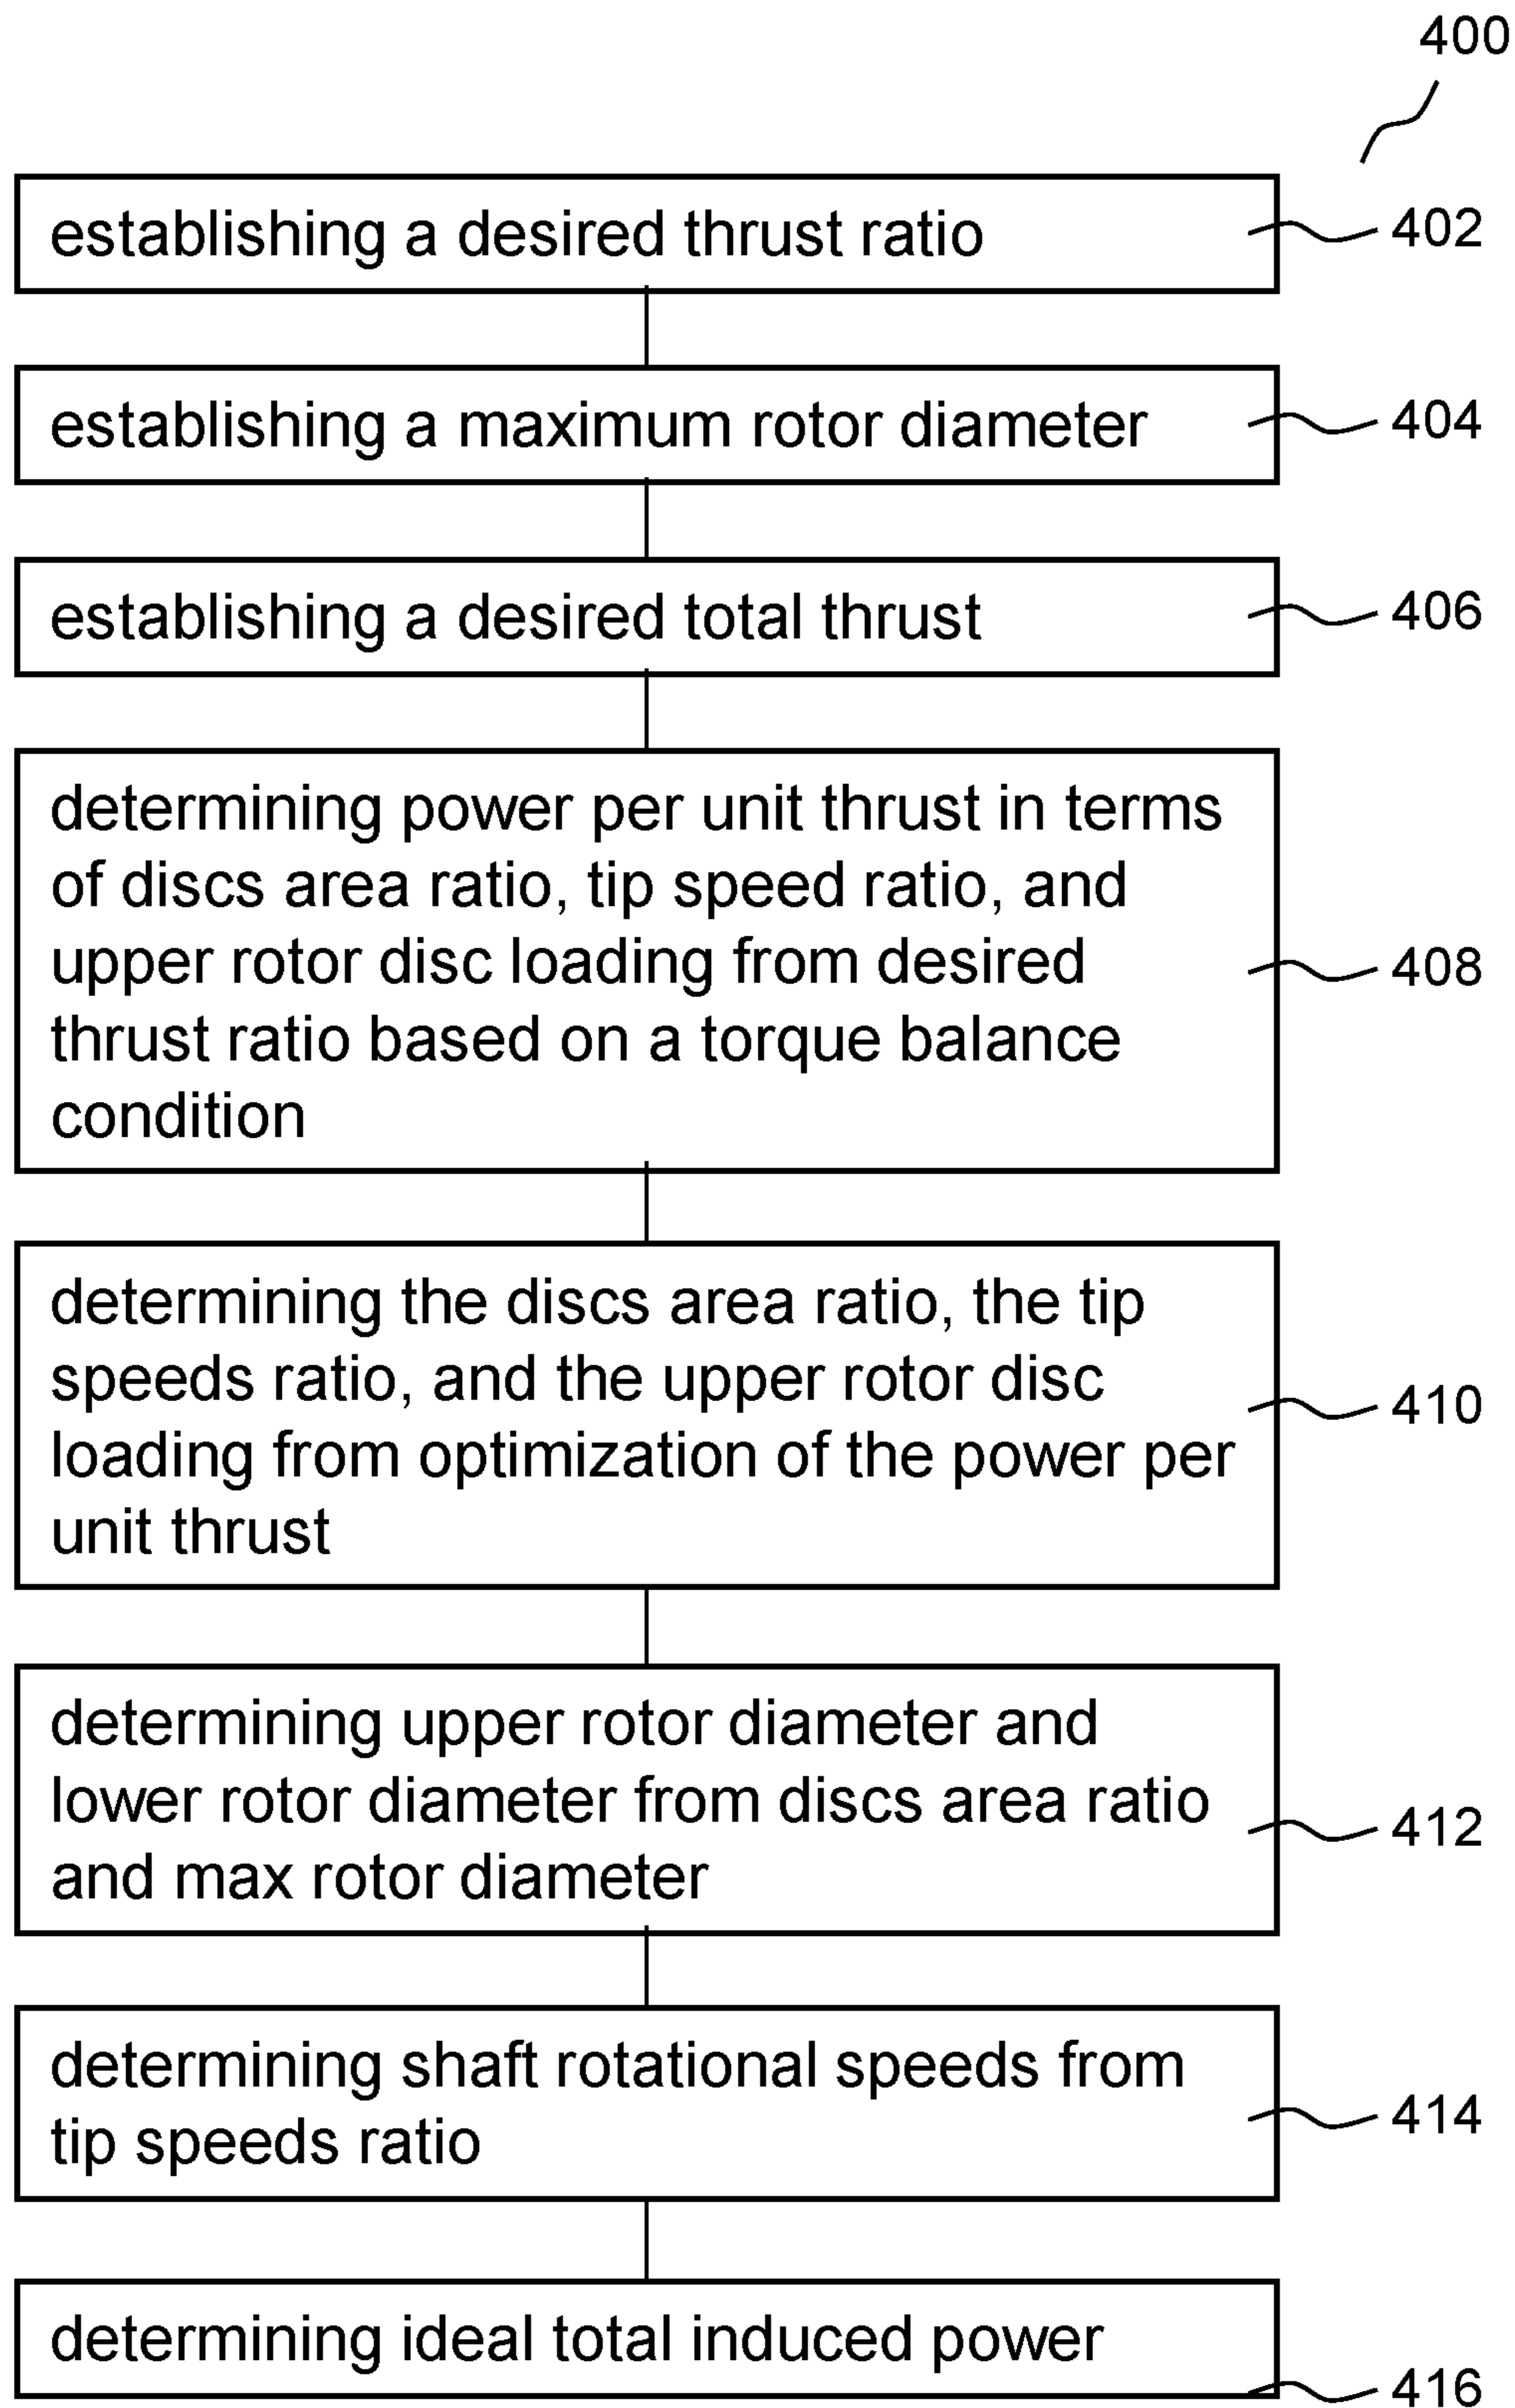 400
establishing a desired thrust ratio
402
establishing a maximum rotor diameter
404
establishing a desired total thrust
406
determining power per unit thrust in terms
of discs area ratio, tip speed ratio, and
upper rotor disc loading from desired
thrust ratio based on a torque balance
condition
408
determining the discs area ratio, the tip
speeds ratio, and the upper rotor disc
loading from optimization of the power per
unit thrust
410
determining upper rotor diameter and
lower rotor diameter from discs area ratio
and max rotor diameter
412
determining shaft rotational speeds from
tip speeds ratio
414
determining ideal total induced power
416